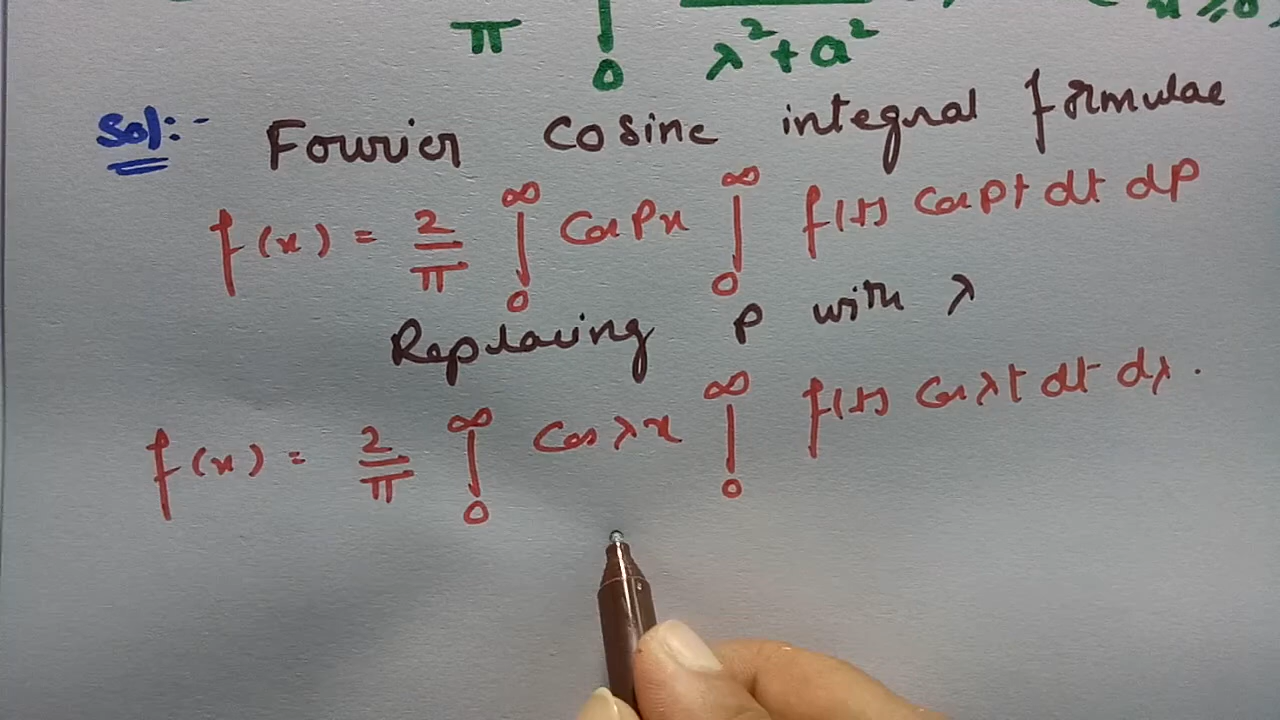 π ∫0 λ²+a² x≥0,
Sol:- Fourier Cosine integral formulae
f(x) = 2/π ∫0^∞ Cos Px ∫0^∞ f(t) Cos Pt dt dP
Replacing P with λ
f(x) = 2/π ∫0^∞ Cos λx ∫0^∞ f(t) Cos λt dt dλ.